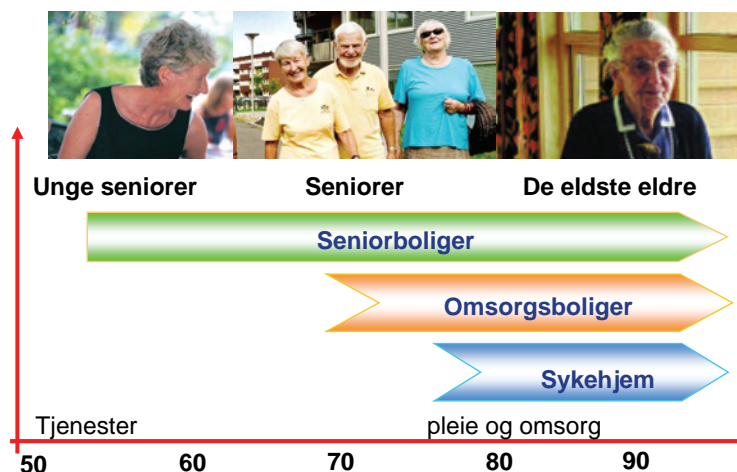 Unge seniorer
Seniorer
De eldste eldre
Seniorboliger
Omsorgsboliger
Sykehjem
Tjenester
pleie og omsorg
50
60
70
80
90